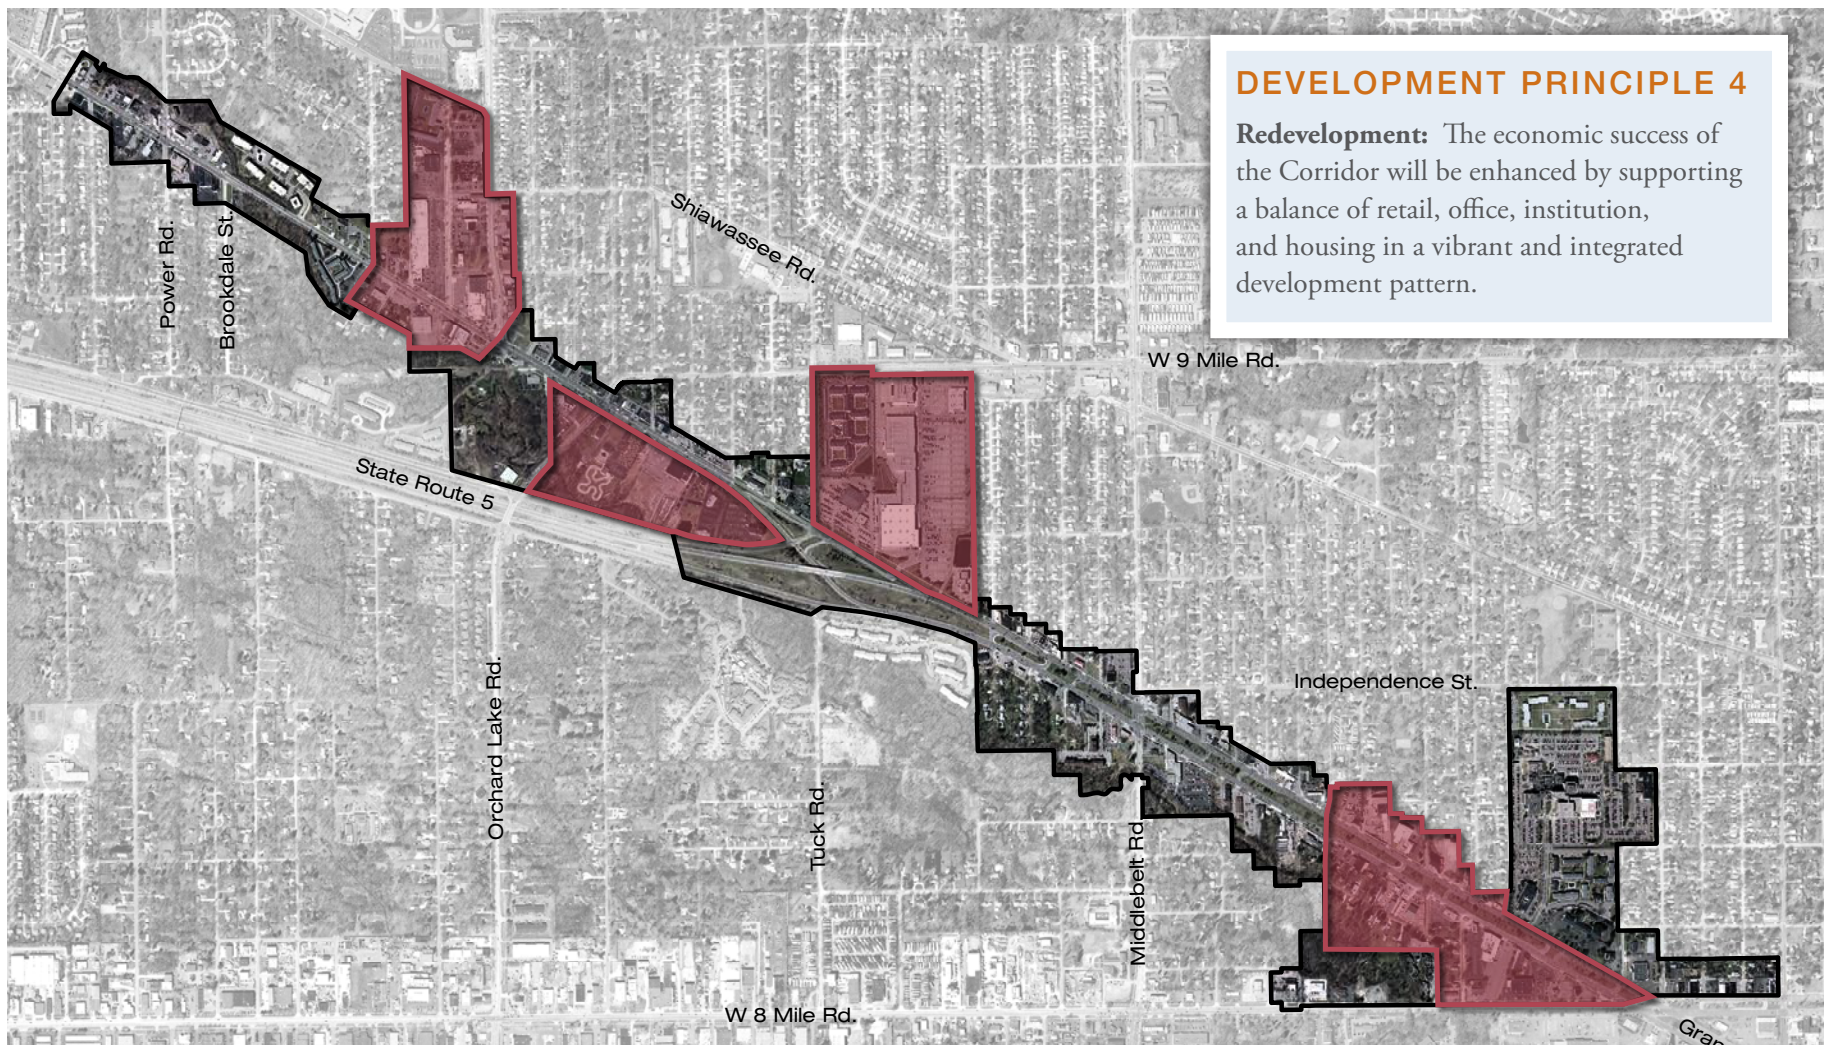 DEVELOPMENT PRINCIPLE 4
Redevelopment: The economic success of
the Corridor will be enhanced by supporting
a balance of retail, office, institution,
and housing in a vibrant and integrated
development pattern.
Shiawassee Rd.
Power Rd.
Brookdale St.
W 9 Mile Rd.
State Route 5
Orchard Lake Rd.
Independence St.
Tuck Rd.
Middlebelt Rd
W 8 Mile Rd.
Gran